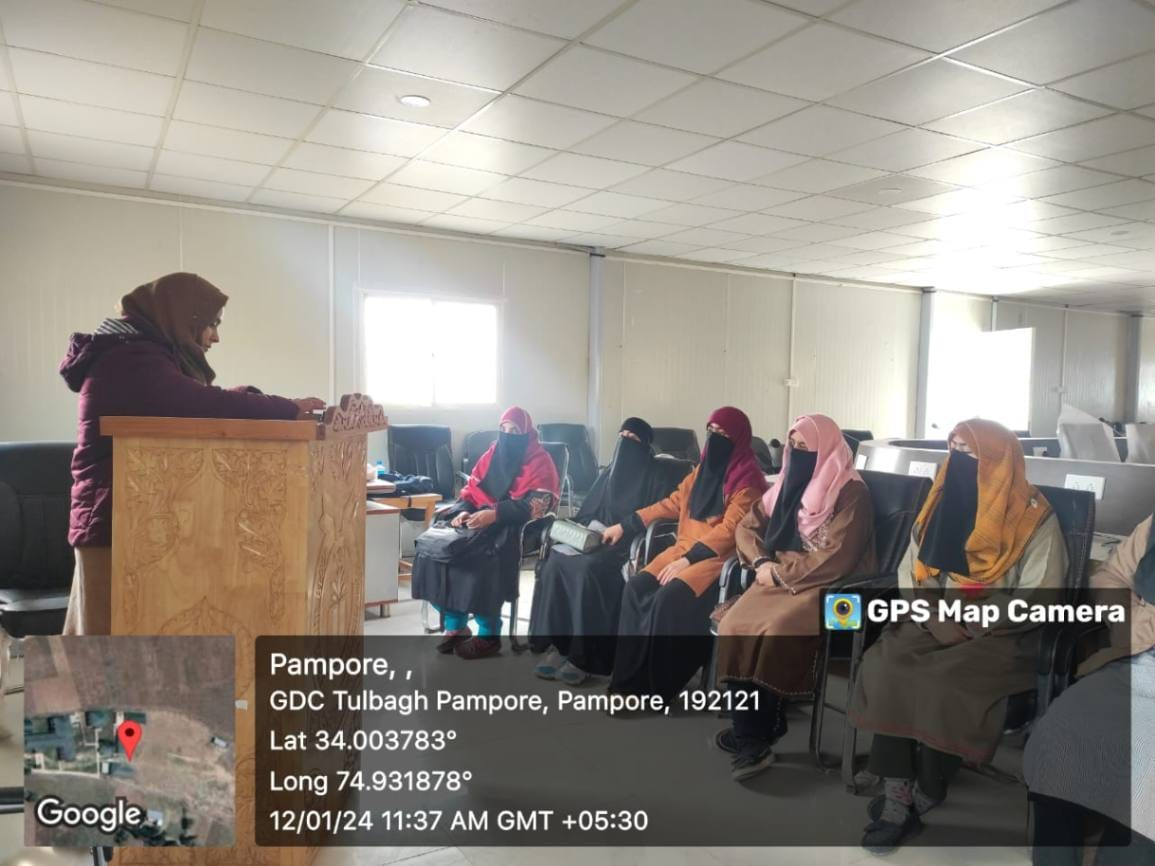 GPS Map Camera
Pampore, ,
GDC Tulbagh Pampore, Pampore, 192121
Lat 34.003783°
Long 74.931878°
12/01/24 11:37 AM GMT +05:30
Google